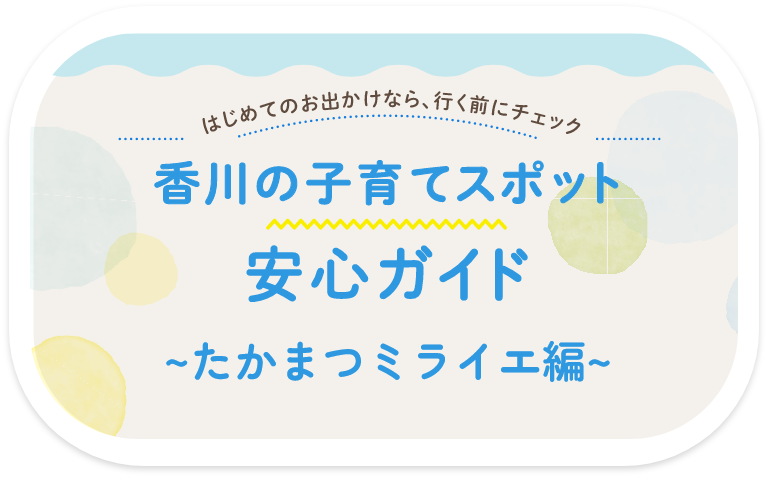 はじめてのお出かけなら、行く前にチェック
香川の子育てスポット
安心ガイド
~たかまつミライエ編~